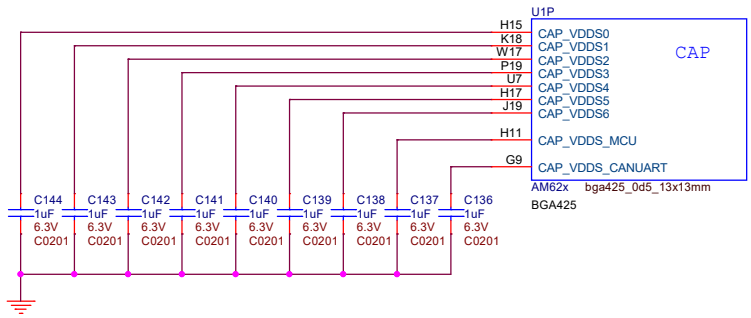 U1P
H15 CAP_VDDS0
K18 CAP_VDDS1
W17 CAP_VDDS2
P19 CAP_VDDS3
U7 CAP_VDDS4
H17 CAP_VDDS5
J19 CAP_VDDS6
H11 CAP_VDDS_MCU
G9 CAP_VDDS_CANUART
CAP
AM62x bga425_0d5_13x13mm
BGA425
C144 C143 C142 C141 C140 C139 C138 C137 C136
1uF 1uF 1uF 1uF 1uF 1uF 1uF 1uF 1uF
6.3V 6.3V 6.3V 6.3V 6.3V 6.3V 6.3V 6.3V 6.3V
C0201 C0201 C0201 C0201 C0201 C0201 C0201 C0201 C0201